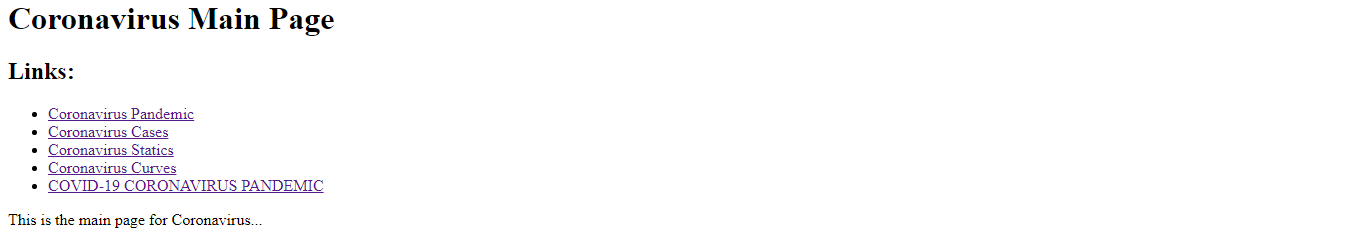 Coronavirus Main Page
Links:
Coronavirus Pandemic
Coronavirus Cases
Coronavirus Statics
Coronavirus Curves
COVID-19 CORONAVIRUS PANDEMIC
This is the main page for Coronavirus...